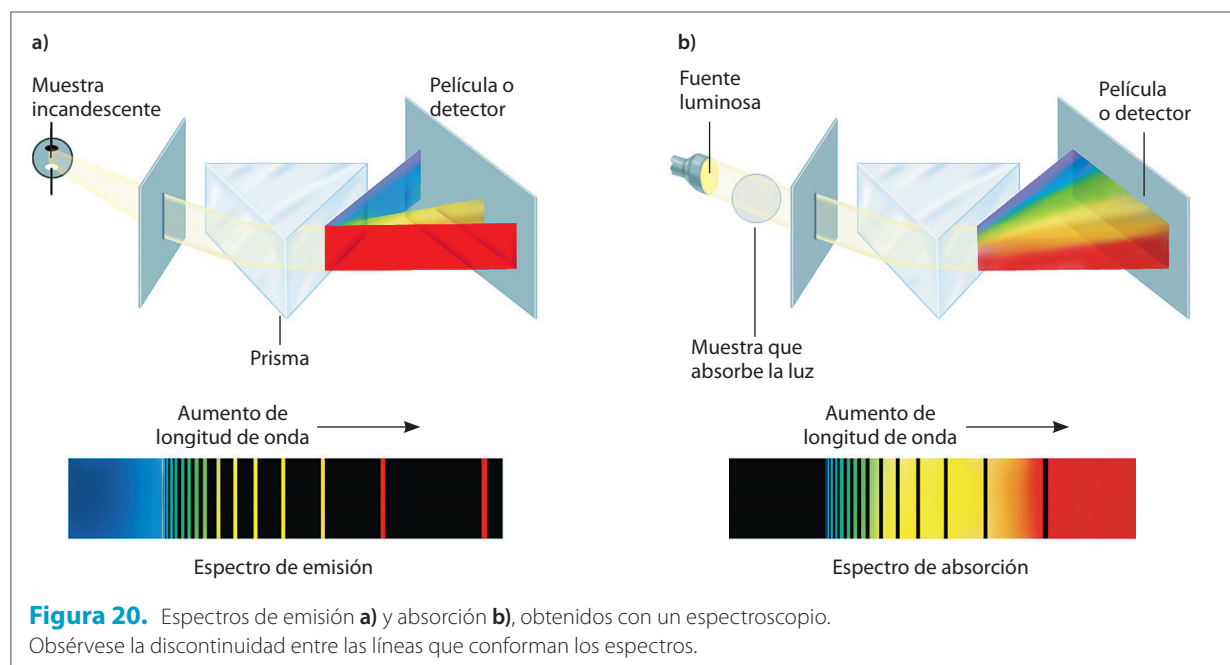 a)
Muestra
incandescente
Película o
detector
Prisma
Aumento de
longitud de onda
Espectro de emisión
b)
Fuente
luminosa
Película
o detector
Muestra que
absorbe la luz
Aumento de
longitud de onda
Espectro de absorción
Figura 20. Espectros de emisión a) y absorción b), obtenidos con un espectroscopio.
Obsérvese la discontinuidad entre las líneas que conforman los espectros.